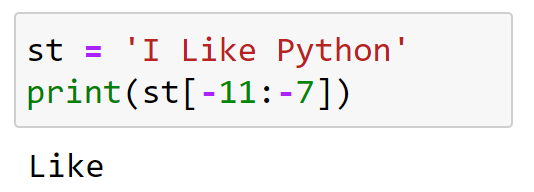 st = 'I Like Python'
print(st[-11:-7])
Like